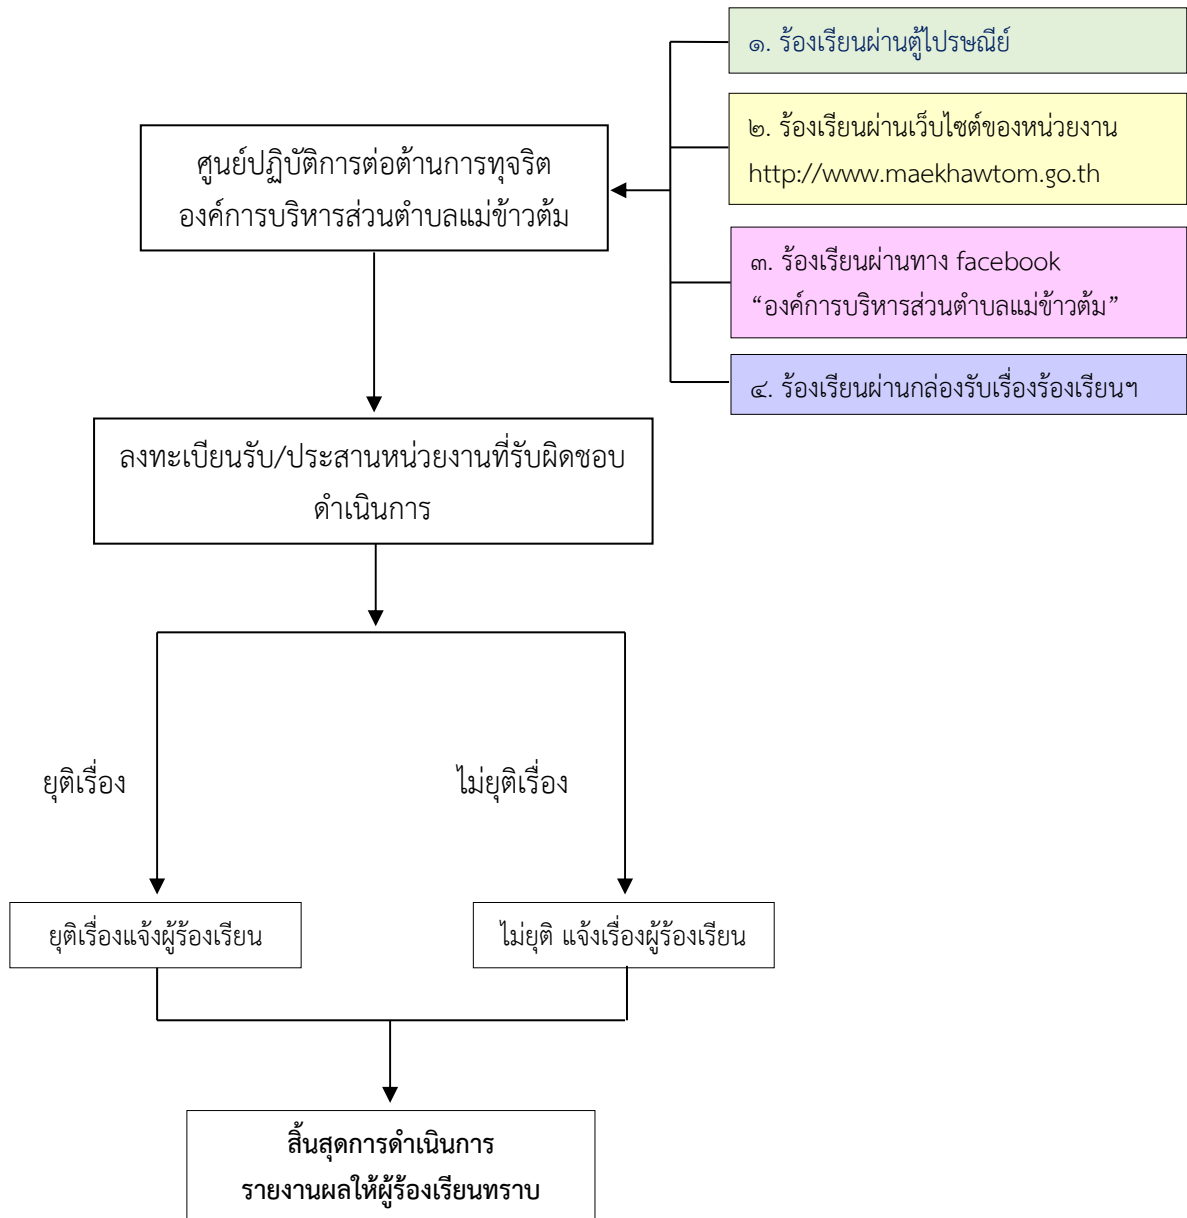 ๑. ร้องเรียนผ่านตู้ไปรษณีย์
๒. ร้องเรียนผ่านเว็บไซต์ของหน่วยงาน
http://www.maekhawtom.go.th
ศูนย์ปฏิบัติการต่อต้านการทุจริต
องค์การบริหารส่วนตำบลแม่ข้าวต้ม
๓. ร้องเรียนผ่านทาง facebook
“องค์การบริหารส่วนตำบลแม่ข้าวต้ม”
๔. ร้องเรียนผ่านกล่องรับเรื่องร้องเรียนฯ
ลงทะเบียนรับ/ประสานหน่วยงานที่รับผิดชอบ
ดำเนินการ
ยุติเรื่อง
ไม่ยุติเรื่อง
ยุติเรื่องแจ้งผู้ร้องเรียน
ไม่ยุติ แจ้งเรื่องผู้ร้องเรียน
สิ้นสุดการดำเนินการ
รายงานผลให้ผู้ร้องเรียนทราบ